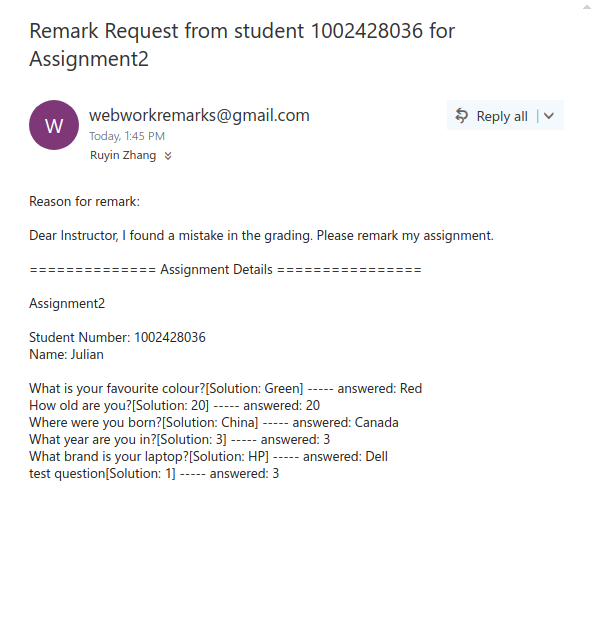 Remark Request from student 1002428036 for
Assignment2
W
webworkremarks@gmail.com
Reply all
Today, 1:45 PM
Ruyin Zhang
Reason for remark:
Dear Instructor, I found a mistake in the grading. Please remark my assignment.
============== Assignment Details ================
Assignment2
Student Number: 1002428036
Name: Julian
What is your favourite colour?[Solution: Green] ----- answered: Red
How old are you?[Solution: 20] ----- answered: 20
Where were you born?[Solution: China] ----- answered: Canada
What year are you in?[Solution: 3] ----- answered: 3
What brand is your laptop?[Solution: HP] ----- answered: Dell
test question[Solution: 1] ----- answered: 3